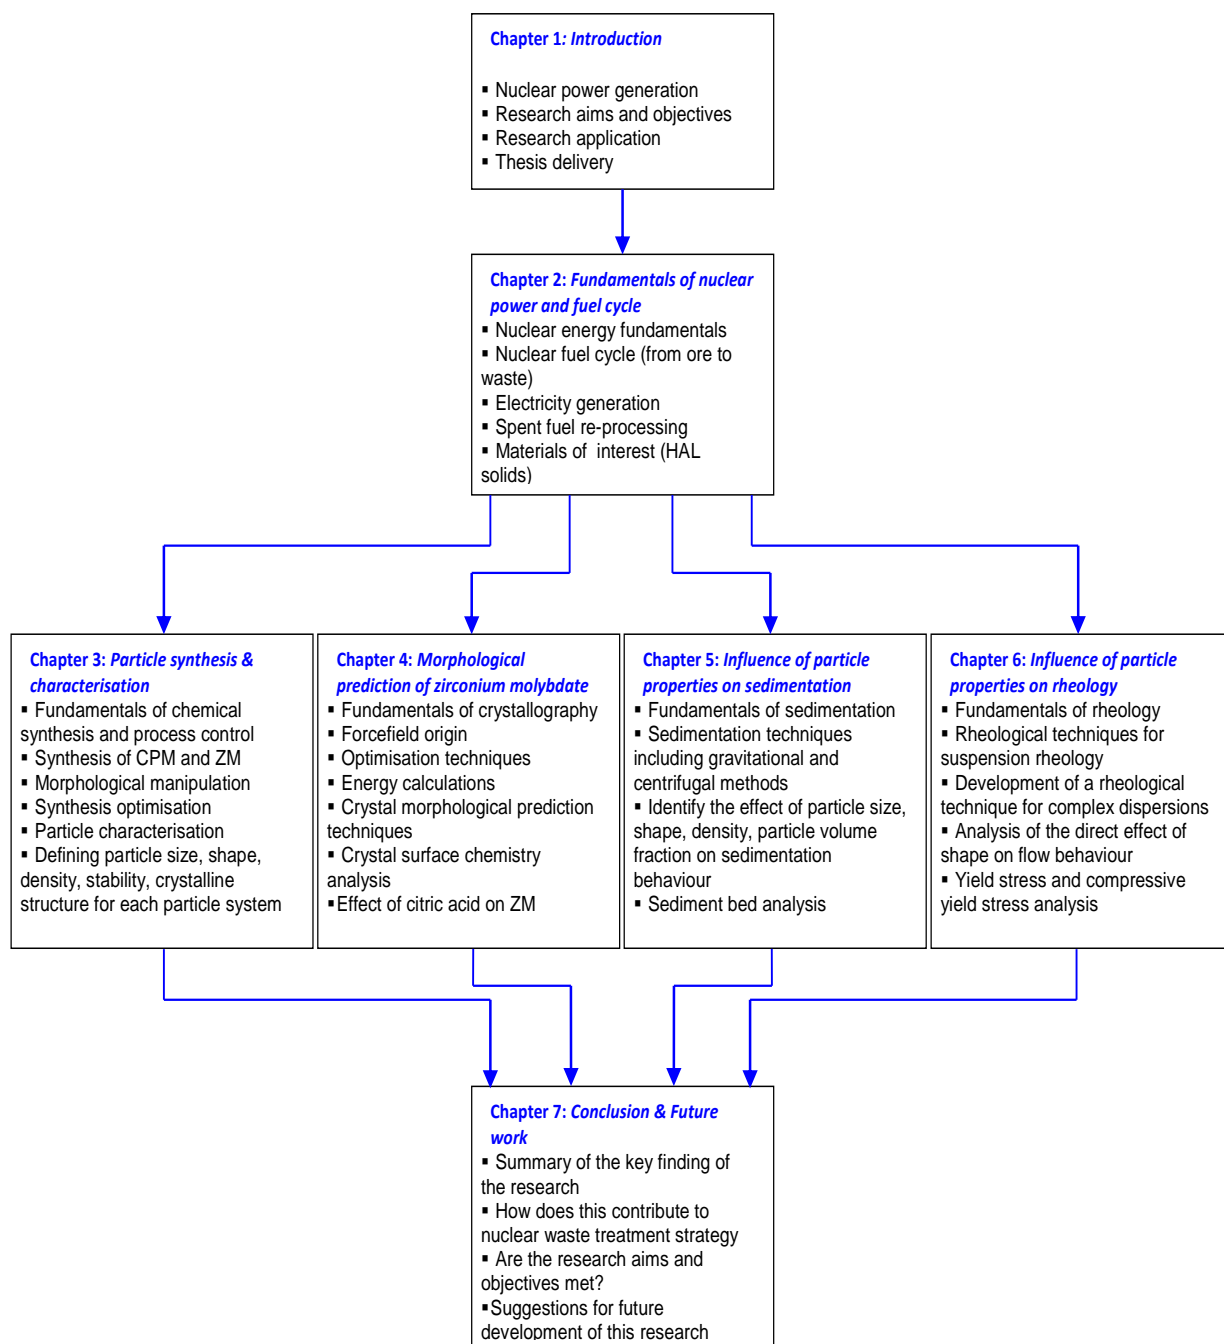 Chapter 1: Introduction
▪ Nuclear power generation
▪ Research aims and objectives
▪ Research application
▪ Thesis delivery
Chapter 2: Fundamentals of nuclear
power and fuel cycle
▪ Nuclear energy fundamentals
▪ Nuclear fuel cycle (from ore to
waste)
▪ Electricity generation
▪ Spent fuel re-processing
▪ Materials of interest (HAL
solids)
Chapter 3: Particle synthesis &
characterisation
▪ Fundamentals of chemical
synthesis and process control
▪ Synthesis of CPM and ZM
▪ Morphological manipulation
▪ Synthesis optimisation
▪ Particle characterisation
▪ Defining particle size, shape,
density, stability, crystalline
structure for each particle system
Chapter 4: Morphological
prediction of zirconium molybdate
▪ Fundamentals of crystallography
▪ Forcefield origin
▪ Optimisation techniques
▪ Energy calculations
▪ Crystal morphological prediction
techniques
▪ Crystal surface chemistry
analysis
▪Effect of citric acid on ZM
Chapter 5: Influence of particle
properties on sedimentation
▪ Fundamentals of sedimentation
▪ Sedimentation techniques
including gravitational and
centrifugal methods
▪ Identify the effect of particle size,
shape, density, particle volume
fraction on sedimentation
behaviour
▪ Sediment bed analysis
Chapter 6: Influence of particle
properties on rheology
▪ Fundamentals of rheology
▪ Rheological techniques for
suspension rheology
▪ Development of a rheological
technique for complex dispersions
▪ Analysis of the direct effect of
shape on flow behaviour
▪ Yield stress and compressive
yield stress analysis
Chapter 7: Conclusion & Future
work
▪ Summary of the key finding of
the research
▪ How does this contribute to
nuclear waste treatment strategy
▪ Are the research aims and
objectives met?
▪Suggestions for future
development of this research